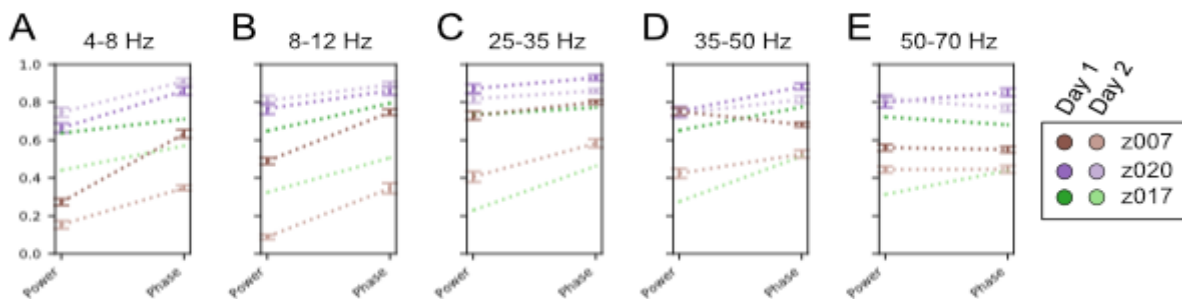 A B C D E
4-8 Hz 8-12 Hz 25-35 Hz 35-50 Hz 50-70 Hz
Day 1 Day 2
1.0
0.8
0.6
0.4
0.2
0.0
z007
z020
z017
Power Phase Power Phase Power Phase Power Phase Power Phase